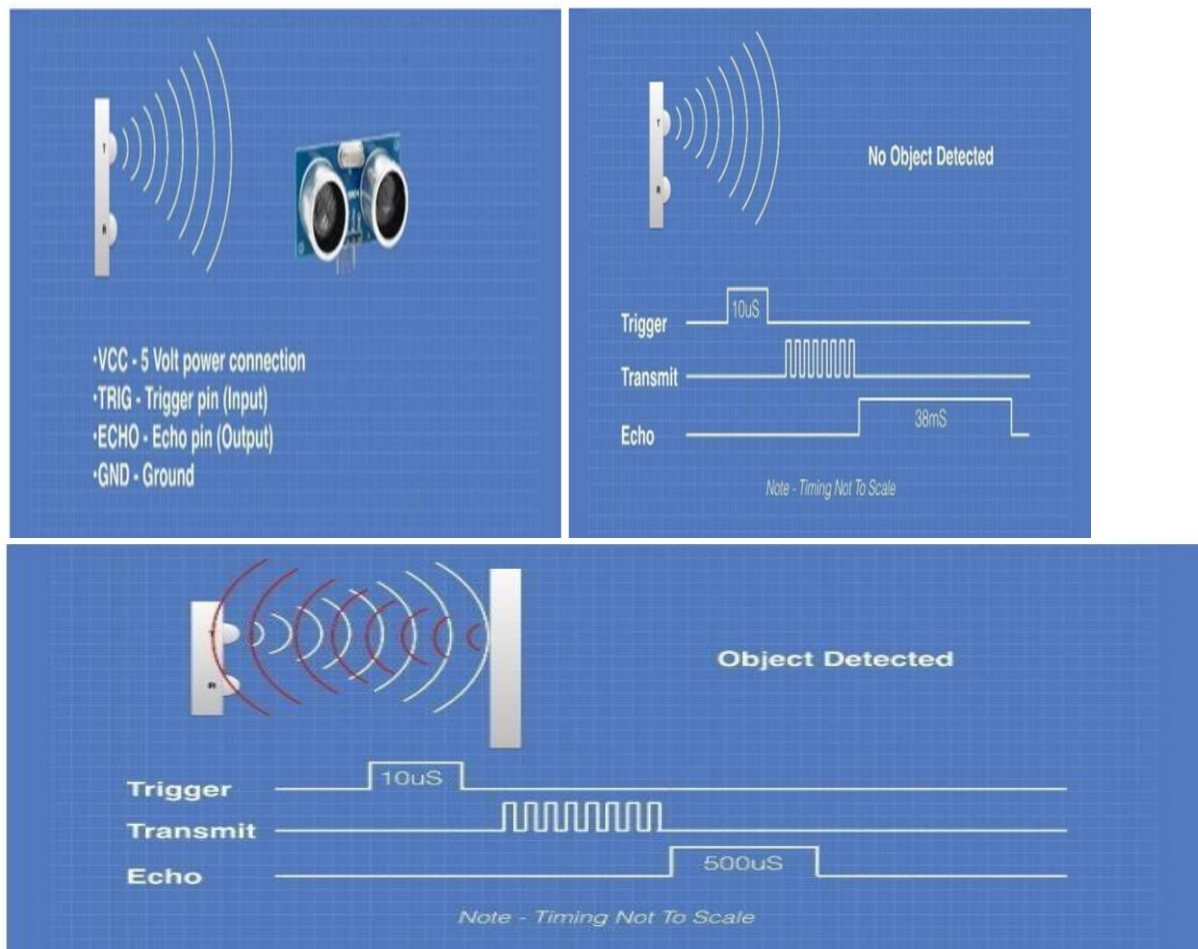 T
R
·VCC - 5 Volt power connection
·TRIG - Trigger pin (Input)
·ECHO - Echo pin (Output)
·GND - Ground
T
R
No Object Detected
Trigger 10uS
Transmit
Echo 38mS
Note - Timing Not To Scale
T
R
Object Detected
Trigger 10uS
Transmit
Echo 500uS
Note - Timing Not To Scale